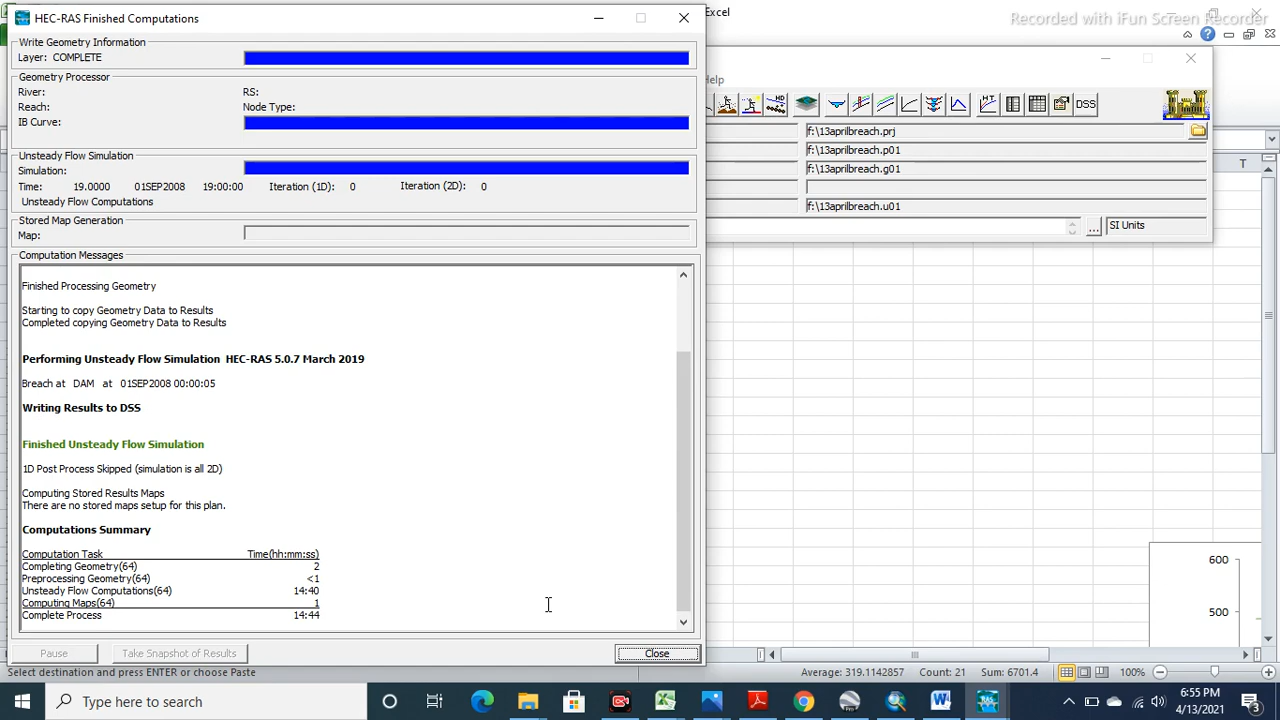 HEC-RAS Finished Computations
Excel
Recorded with iFun Screen Recorder
Write Geometry Information
Layer: COMPLETE
Geometry Processor
River:
RS:
Reach:
Node Type:
IB Curve:
Unsteady Flow Simulation
Simulation:
Time: 19.0000 01SEP2008 19:00:00 Iteration (1D): 0 Iteration (2D): 0
Unsteady Flow Computations
Stored Map Generation
Map:
Computation Messages
Finished Processing Geometry
Starting to copy Geometry Data to Results
Completed copying Geometry Data to Results
Performing Unsteady Flow Simulation HEC-RAS 5.0.7 March 2019
Breach at DAM at 01SEP2008 00:00:05
Writing Results to DSS
Finished Unsteady Flow Simulation
1D Post Process Skipped (simulation is all 2D)
Computing Stored Results Maps
There are no stored maps setup for this plan.
Computations Summary
Computation Task Time(hh:mm:ss)
Completing Geometry(64) 2
Preprocessing Geometry(64) <1
Unsteady Flow Computations(64) 14:40
Computing Maps(64) 1
Complete Process 14:44
Pause
Take Snapshot of Results
Close
Help
DSS
f:\13aprilbreach.prj
f:\13aprilbreach.p01
f:\13aprilbreach.g01
f:\13aprilbreach.u01
...
SI Units
T
600
500
Select destination and press ENTER or choose Paste
Average: 319.1142857 Count: 21 Sum: 6701.4
100%
Type here to search
6:55 PM
4/13/2021